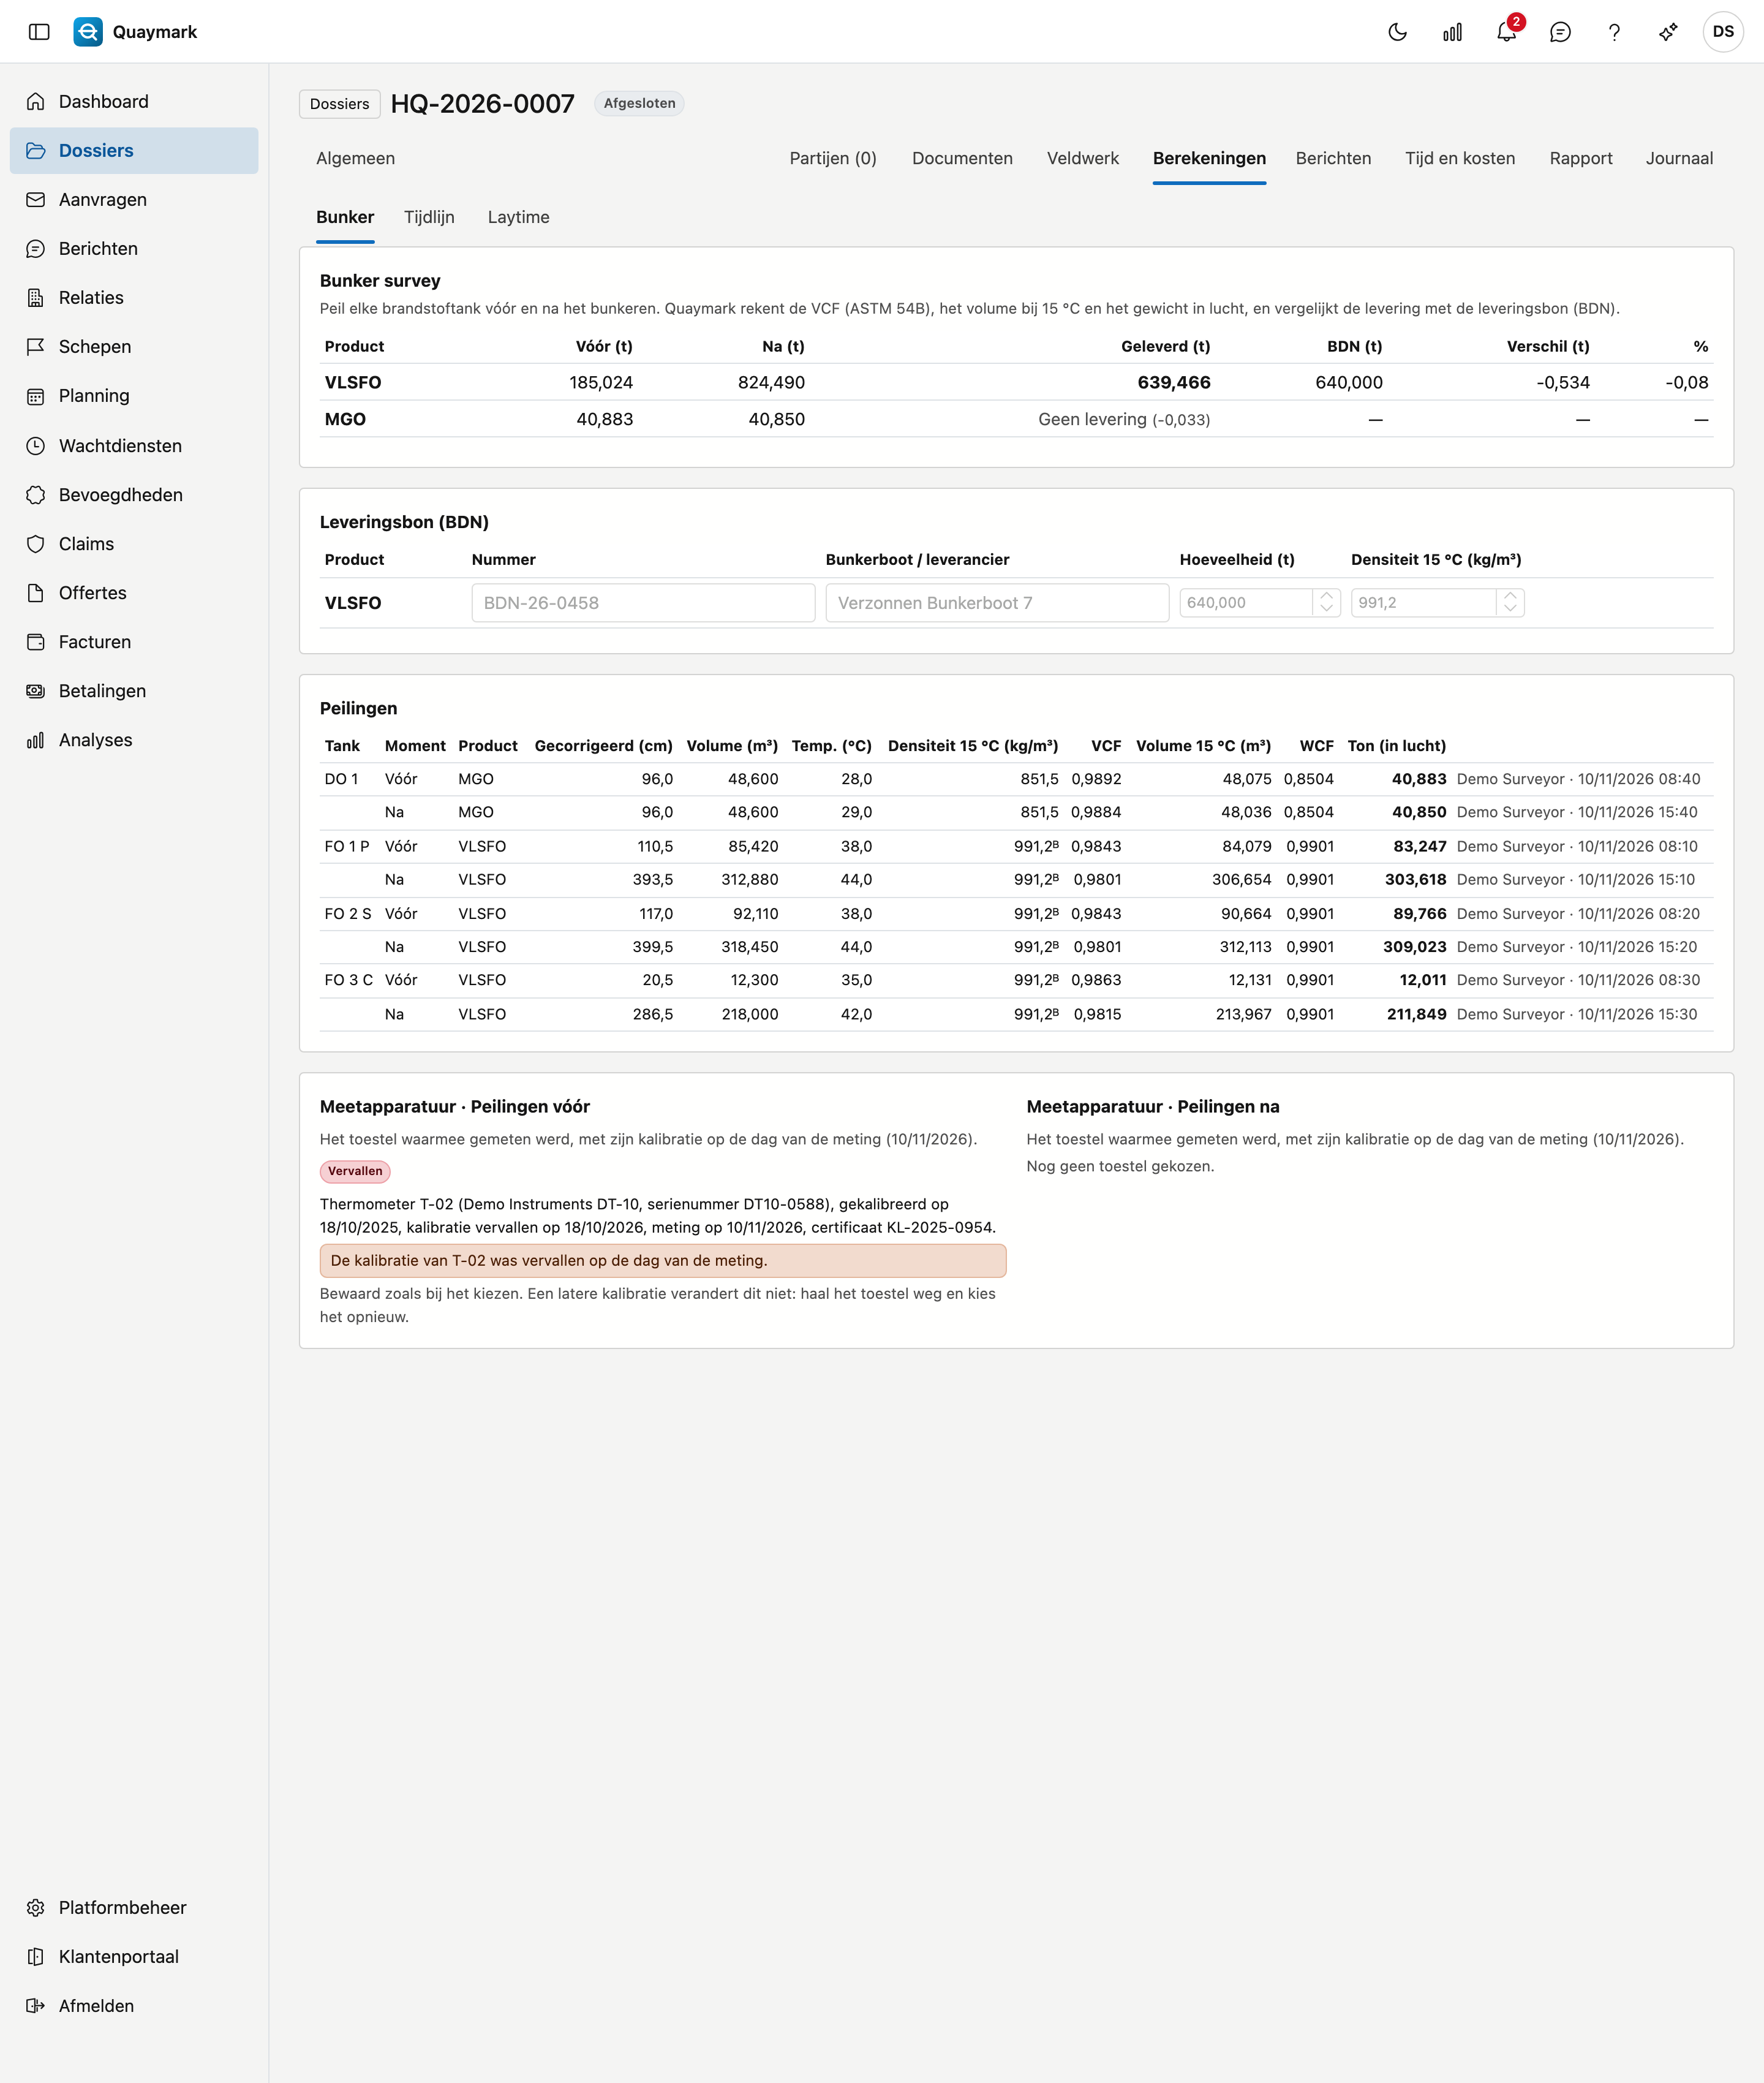 Quaymark
2
DS
Dashboard
Dossiers
Aanvragen
Berichten
Relaties
Schepen
Planning
Wachtdiensten
Bevoegdheden
Claims
Offertes
Facturen
Betalingen
Analyses
Platformbeheer
Klantenportaal
Afmelden
Dossiers HQ-2026-0007 Afgesloten
Algemeen Partijen (0) Documenten Veldwerk Berekeningen Berichten Tijd en kosten Rapport Journaal
Bunker Tijdlijn Laytime
Bunker survey
Peil elke brandstoftank vóór en na het bunkeren. Quaymark rekent de VCF (ASTM 54B), het volume bij 15 °C en het gewicht in lucht, en vergelijkt de levering met de leveringsbon (BDN).
Product Vóór (t) Na (t) Geleverd (t) BDN (t) Verschil (t) %
VLSFO 185,024 824,490 639,466 640,000 -0,534 -0,08
MGO 40,883 40,850 Geen levering (-0,033) — — —
Leveringsbon (BDN)
Product Nummer Bunkerboot / leverancier Hoeveelheid (t) Densiteit 15 °C (kg/m³)
VLSFO BDN-26-0458 Verzonnen Bunkerboot 7 640,000 991,2
Peilingen
Tank Moment Product Gecorrigeerd (cm) Volume (m³) Temp. (°C) Densiteit 15 °C (kg/m³) VCF Volume 15 °C (m³) WCF Ton (in lucht)
DO 1 Vóór MGO 96,0 48,600 28,0 851,5 0,9892 48,075 0,8504 40,883 Demo Surveyor · 10/11/2026 08:40
Na MGO 96,0 48,600 29,0 851,5 0,9884 48,036 0,8504 40,850 Demo Surveyor · 10/11/2026 15:40
FO 1 P Vóór VLSFO 110,5 85,420 38,0 991,2ᴮ 0,9843 84,079 0,9901 83,247 Demo Surveyor · 10/11/2026 08:10
Na VLSFO 393,5 312,880 44,0 991,2ᴮ 0,9801 306,654 0,9901 303,618 Demo Surveyor · 10/11/2026 15:10
FO 2 S Vóór VLSFO 117,0 92,110 38,0 991,2ᴮ 0,9843 90,664 0,9901 89,766 Demo Surveyor · 10/11/2026 08:20
Na VLSFO 399,5 318,450 44,0 991,2ᴮ 0,9801 312,113 0,9901 309,023 Demo Surveyor · 10/11/2026 15:20
FO 3 C Vóór VLSFO 20,5 12,300 35,0 991,2ᴮ 0,9863 12,131 0,9901 12,011 Demo Surveyor · 10/11/2026 08:30
Na VLSFO 286,5 218,000 42,0 991,2ᴮ 0,9815 213,967 0,9901 211,849 Demo Surveyor · 10/11/2026 15:30
Meetapparatuur · Peilingen vóór
Het toestel waarmee gemeten werd, met zijn kalibratie op de dag van de meting (10/11/2026).
Vervallen
Thermometer T-02 (Demo Instruments DT-10, serienummer DT10-0588), gekalibreerd op
18/10/2025, kalibratie vervallen op 18/10/2026, meting op 10/11/2026, certificaat KL-2025-0954.
De kalibratie van T-02 was vervallen op de dag van de meting.
Bewaard zoals bij het kiezen. Een latere kalibratie verandert dit niet: haal het toestel weg en kies
het opnieuw.
Meetapparatuur · Peilingen na
Het toestel waarmee gemeten werd, met zijn kalibratie op de dag van de meting (10/11/2026).
Nog geen toestel gekozen.